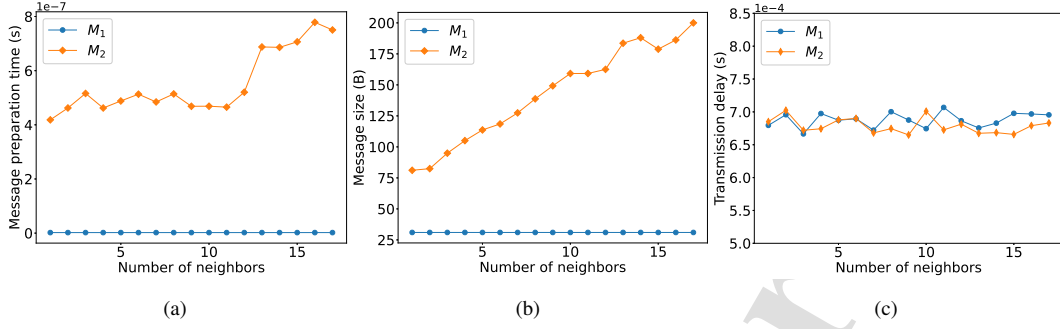 1e−7
Message preparation time (s)
8
6
4
2
0
M1
M2
5
10
15
Number of neighbors
(a)
Message size (B)
200
175
150
125
100
75
50
25
M1
M2
5
10
15
Number of neighbors
(b)
1e−4
Transmission delay (s)
8.5
8.0
7.5
7.0
6.5
6.0
5.5
5.0
M1
M2
5
10
15
Number of neighbors
(c)